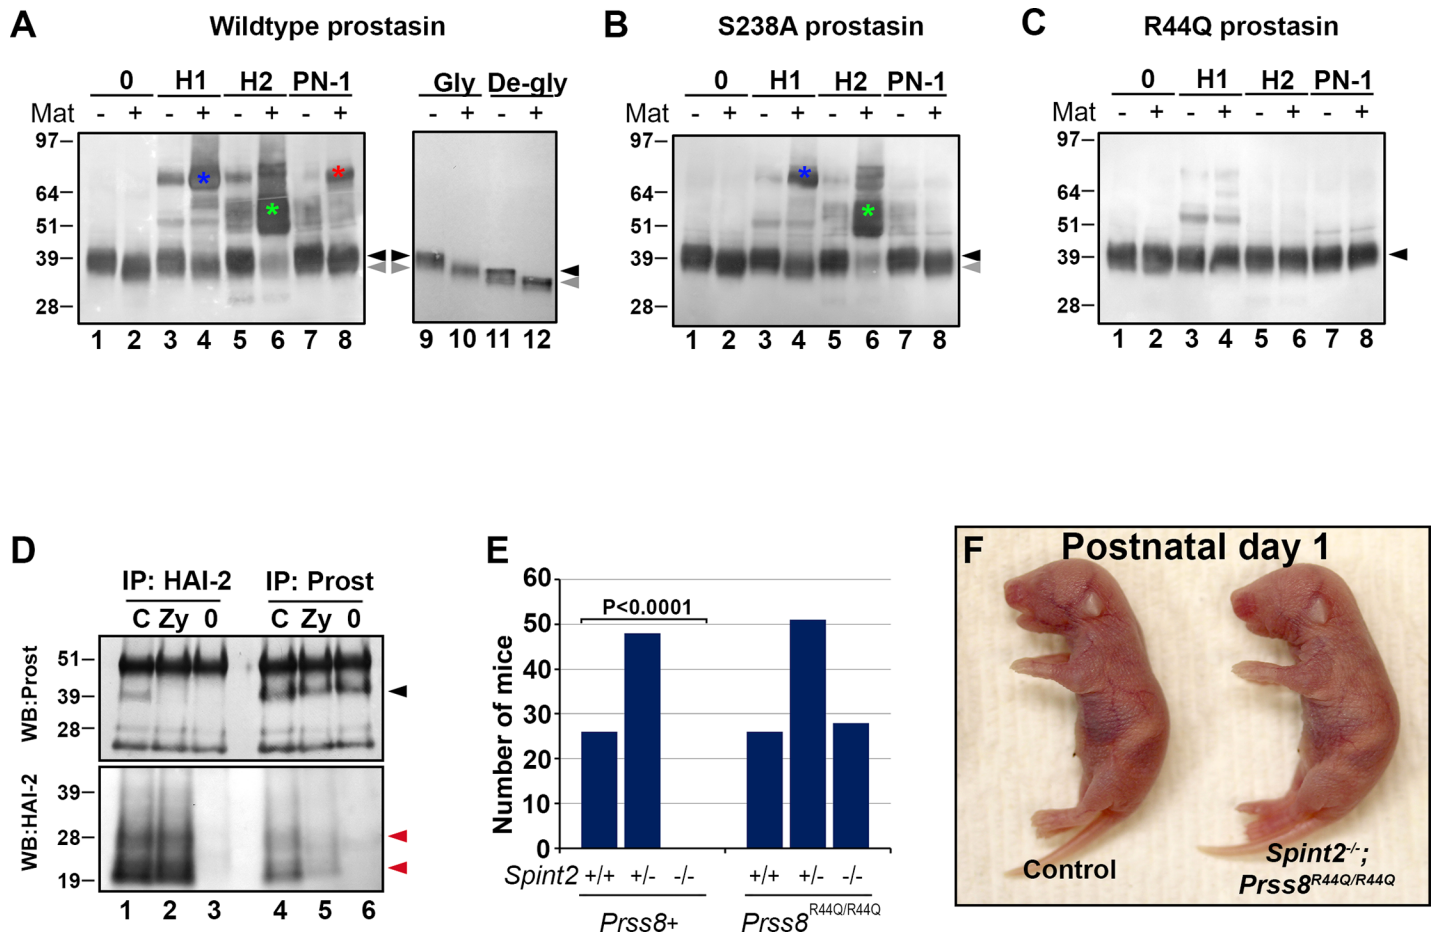 A Wildtype prostasin
0 H1 H2 PN-1 Gly De-gly
Mat - + - + - + - + - + - +
97
64
51
39
28
* * *
1 2 3 4 5 6 7 8 9 10 11 12
B S238A prostasin
0 H1 H2 PN-1
Mat - + - + - + - +
97
64
51
39
28
* *
1 2 3 4 5 6 7 8
C R44Q prostasin
0 H1 H2 PN-1
Mat - + - + - + - +
97
64
51
39
28
1 2 3 4 5 6 7 8
D
IP: HAI-2 IP: Prost
C Zy 0 C Zy 0
WB:Prost
51
39
28
WB:HAI-2
39
28
19
1 2 3 4 5 6
E
Number of mice
60
50
40
30
20
10
0
P<0.0001
Spint2 +/+ +/- -/- +/+ +/- -/-
Prss8+ Prss8R44Q/R44Q
F Postnatal day 1
Control
Spint2-/-;
Prss8R44Q/R44Q